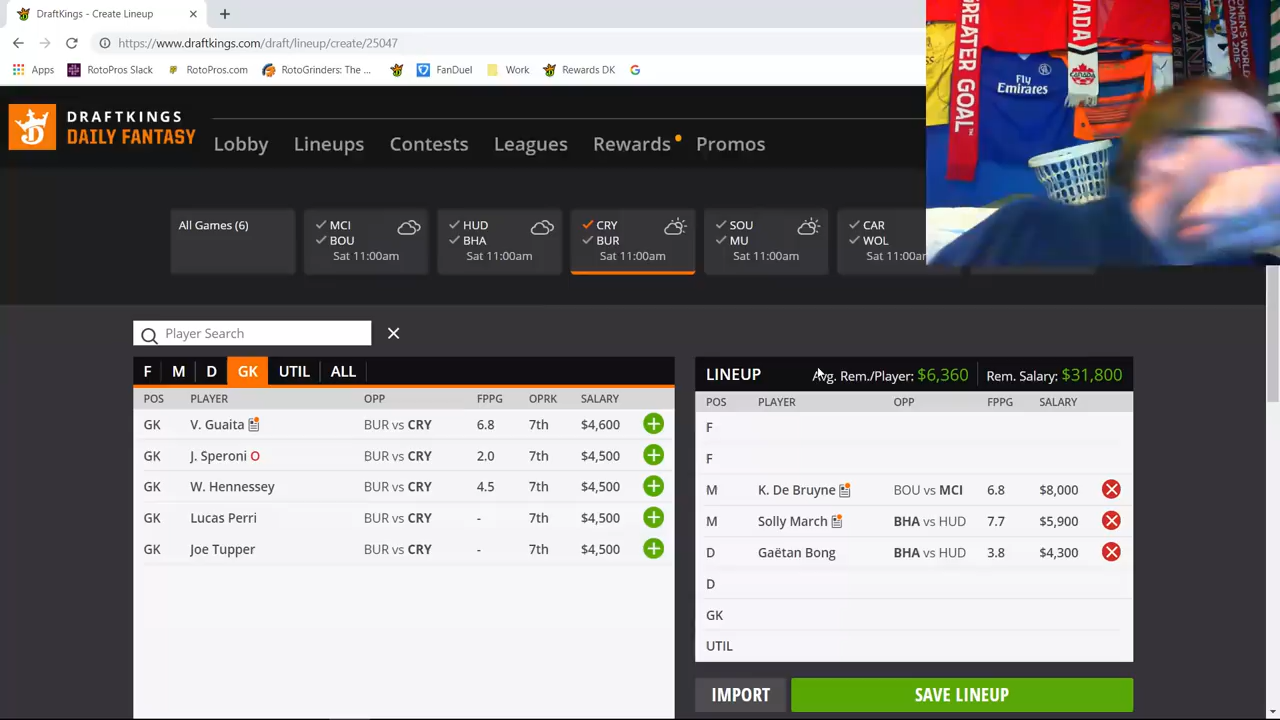 DraftKings - Create Lineup
https://www.draftkings.com/draft/lineup/create/25047
Apps RotoPros Slack RotoPros.com RotoGrinders: The ... FanDuel Work Rewards DK
GREATER GOAL
Fly Emirates
DRAFTKINGS
DAILY FANTASY
Lobby Lineups Contests Leagues Rewards Promos
All Games (6)
MCI
BOU
Sat 11:00am
HUD
BHA
Sat 11:00am
CRY
BUR
Sat 11:00am
SOU
MU
Sat 11:00am
CAR
WOL
Sat 11:00am
Player Search
F M D GK UTIL ALL
POS PLAYER OPP FPPG OPRK SALARY
GK V. Guaita BUR vs CRY 6.8 7th $4,600
GK J. Speroni O BUR vs CRY 2.0 7th $4,500
GK W. Hennessey BUR vs CRY 4.5 7th $4,500
GK Lucas Perri BUR vs CRY - 7th $4,500
GK Joe Tupper BUR vs CRY - 7th $4,500
LINEUP Avg. Rem./Player: $6,360 Rem. Salary: $31,800
POS PLAYER OPP FPPG SALARY
F
F
M K. De Bruyne BOU vs MCI 6.8 $8,000
M Solly March BHA vs HUD 7.7 $5,900
D Gaëtan Bong BHA vs HUD 3.8 $4,300
D
GK
UTIL
IMPORT SAVE LINEUP